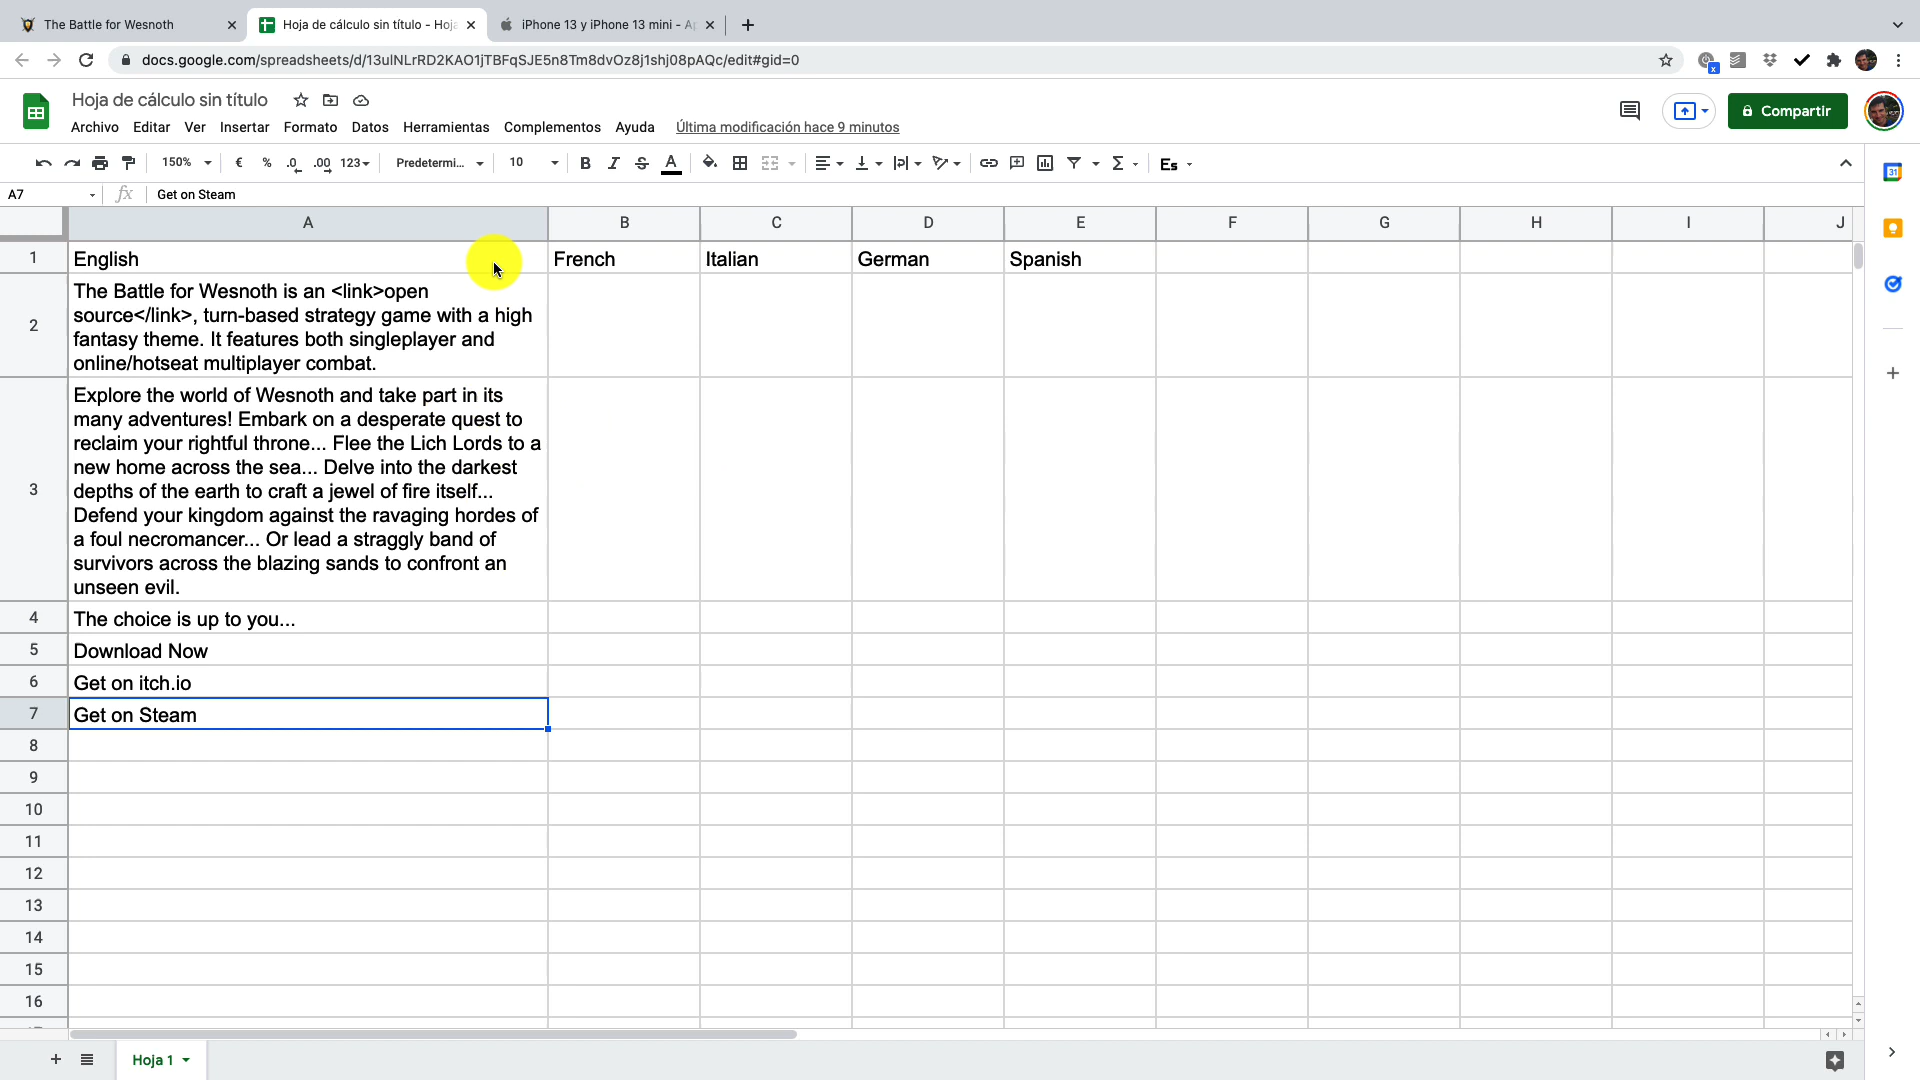 The Battle for Wesnoth
Hoja de cálculo sin título - Hoja
iPhone 13 y iPhone 13 mini - Ap
docs.google.com/spreadsheets/d/13ulNLrRD2KAO1jTBFqSJE5n8Tm8dvOz8j1shj08pAQc/edit#gid=0
Hoja de cálculo sin título
Compartir
Archivo Editar Ver Insertar Formato Datos Herramientas Complementos Ayuda Última modificación hace 9 minutos
150% € % .0 .00 123 Predetermi... 10 B I S A Σ Es
31
A7 fx Get on Steam
A B C D E F G H I J
1 English French Italian German Spanish
2 The Battle for Wesnoth is an <link>open
source</link>, turn-based strategy game with a high
fantasy theme. It features both singleplayer and
online/hotseat multiplayer combat.
3 Explore the world of Wesnoth and take part in its
many adventures! Embark on a desperate quest to
reclaim your rightful throne... Flee the Lich Lords to a
new home across the sea... Delve into the darkest
depths of the earth to craft a jewel of fire itself...
Defend your kingdom against the ravaging hordes of
a foul necromancer... Or lead a straggly band of
survivors across the blazing sands to confront an
unseen evil.
4 The choice is up to you...
5 Download Now
6 Get on itch.io
7 Get on Steam
8
9
10
11
12
13
14
15
16
Hoja 1